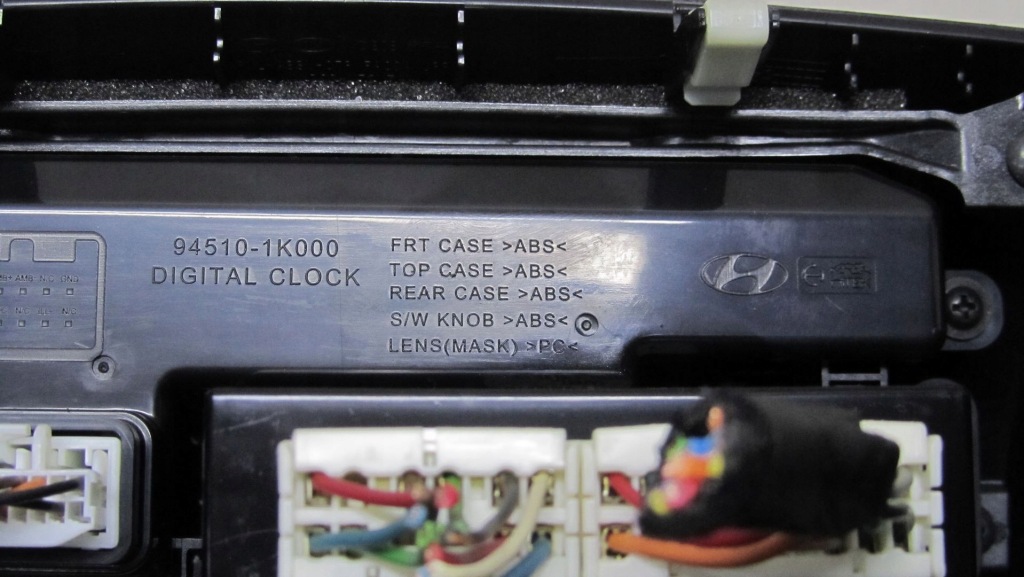 94510-1K000
DIGITAL CLOCK
FRT CASE >ABS<
TOP CASE >ABS<
REAR CASE >ABS<
S/W KNOB >ABS<
LENS(MASK) >PC<